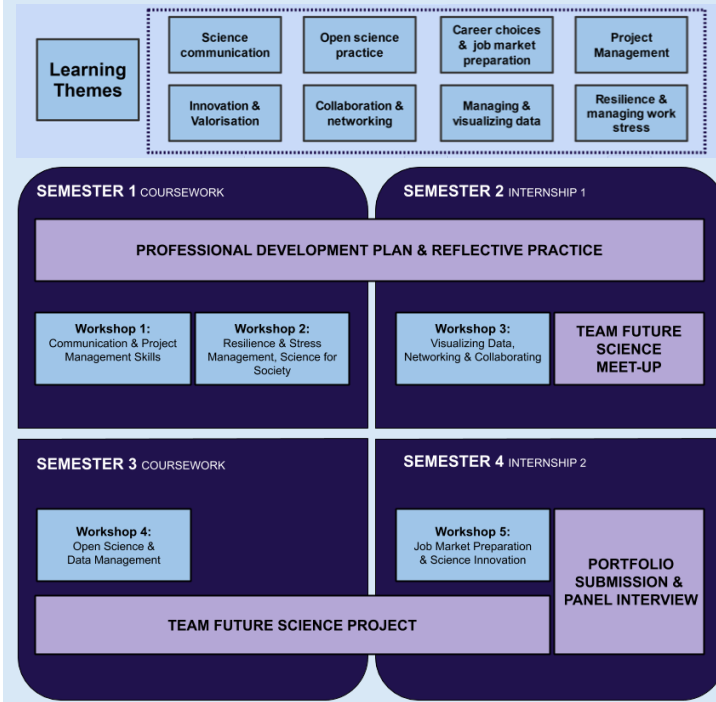 Learning
Themes
Science
communication
Open science
practice
Career choices
& job market
preparation
Project
Management
Innovation &
Valorisation
Collaboration &
networking
Managing &
visualizing data
Resilience &
managing work
stress
SEMESTER 1 COURSEWORK
SEMESTER 2 INTERNSHIP 1
PROFESSIONAL DEVELOPMENT PLAN & REFLECTIVE PRACTICE
Workshop 1:
Communication & Project
Management Skills
Workshop 2:
Resilience & Stress
Management, Science for
Society
Workshop 3:
Visualizing Data,
Networking & Collaborating
TEAM FUTURE
SCIENCE
MEET-UP
SEMESTER 3 COURSEWORK
SEMESTER 4 INTERNSHIP 2
Workshop 4:
Open Science &
Data Management
Workshop 5:
Job Market Preparation
& Science Innovation
PORTFOLIO
SUBMISSION &
PANEL INTERVIEW
TEAM FUTURE SCIENCE PROJECT